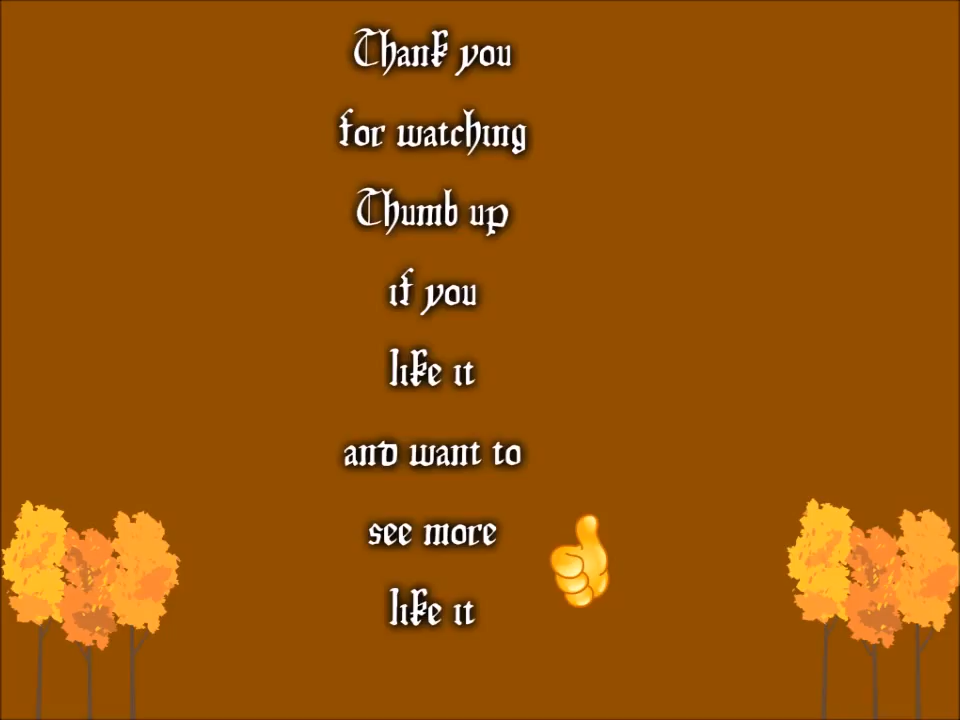 Thank you
for watching
Thumb up
if you
like it
and want to
see more
like it